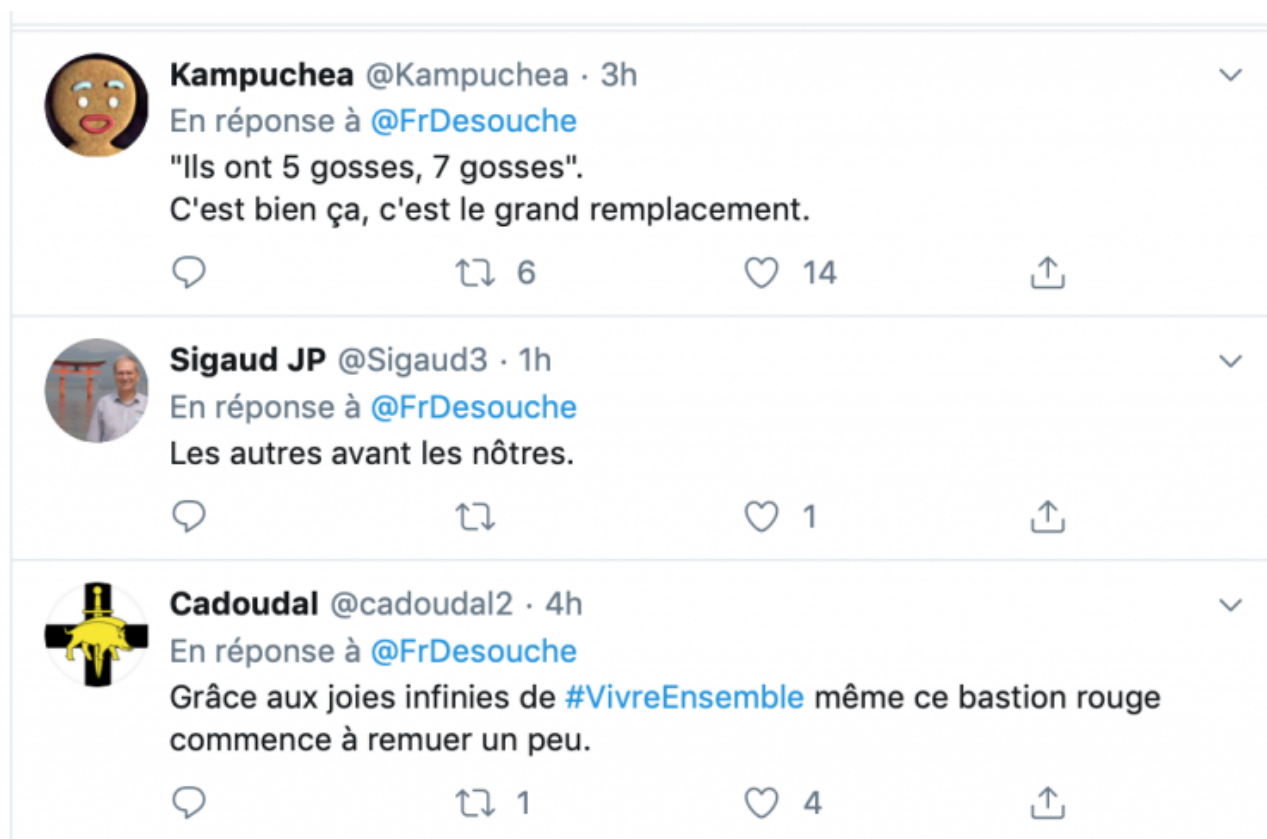 Kampuchea @Kampuchea · 3h
En réponse à @FrDesouche
"Ils ont 5 gosses, 7 gosses".
C'est bien ça, c'est le grand remplacement.
6 14
Sigaud JP @Sigaud3 · 1h
En réponse à @FrDesouche
Les autres avant les nôtres.
1
Cadoudal @cadoudal2 · 4h
En réponse à @FrDesouche
Grâce aux joies infinies de #VivreEnsemble même ce bastion rouge
commence à remuer un peu.
1 4